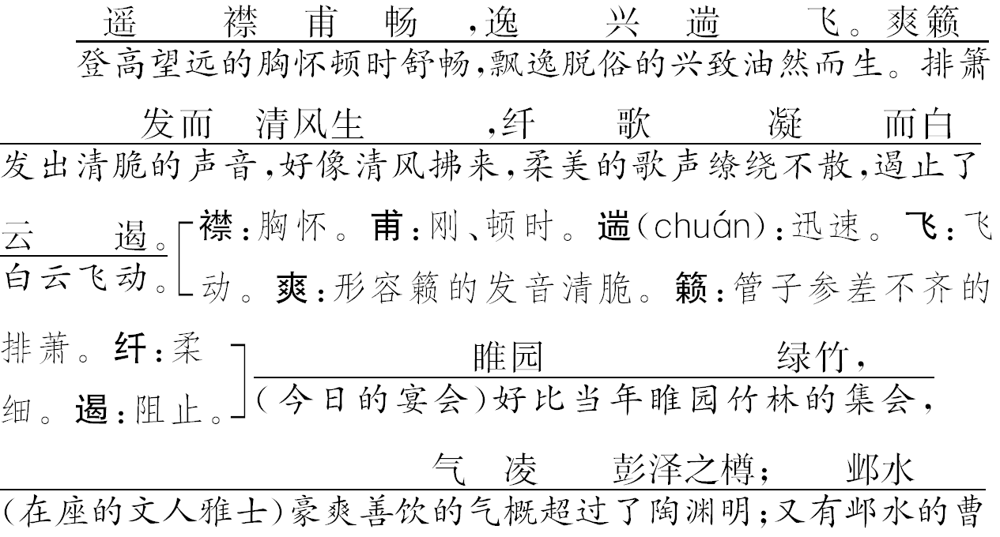 遥襟甫畅,逸兴遄飞。爽籁
登高望远的胸怀顿时舒畅,飘逸脱俗的兴致油然而生。排箫
发而清风生,纤歌凝而白
发出清脆的声音,好像清风拂来,柔美的歌声缭绕不散,遏止了
云遏。
白云飞动。
襟:胸怀。甫:刚、顿时。遄(chuán):迅速。飞:飞
动。爽:形容籁的发音清脆。籁:管子参差不齐的
排萧。纤:柔
细。遏:阻止。
睢园绿竹,
(今日的宴会)好比当年睢园竹林的集会,
气凌彭泽之樽;邺水
(在座的文人雅士)豪爽善饮的气概超过了陶渊明;又有邺水的曹